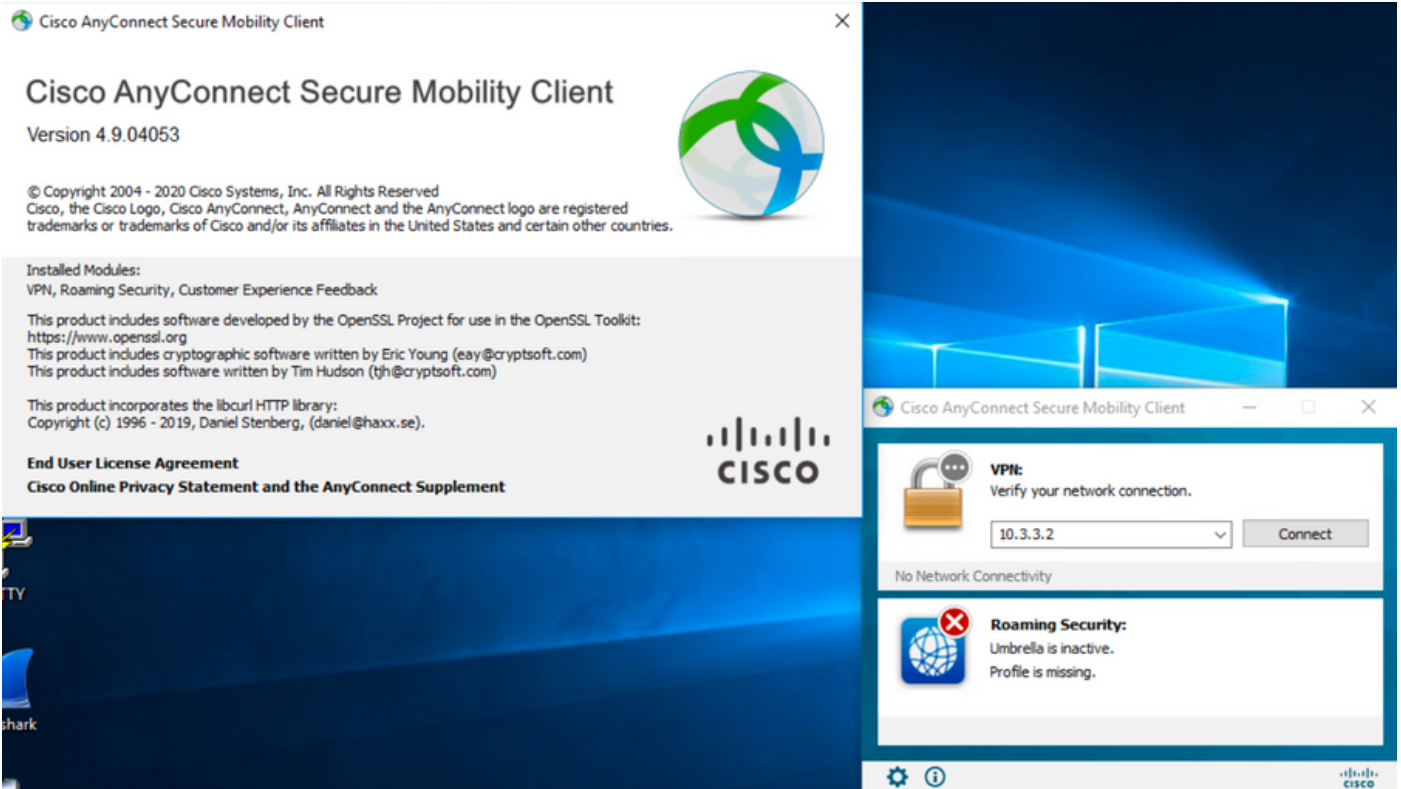 Cisco AnyConnect Secure Mobility Client
Cisco AnyConnect Secure Mobility Client
Version 4.9.04053
© Copyright 2004 - 2020 Cisco Systems, Inc. All Rights Reserved
Cisco, the Cisco Logo, Cisco AnyConnect, AnyConnect and the AnyConnect logo are registered
trademarks or trademarks of Cisco and/or its affiliates in the United States and certain other countries.
Installed Modules:
VPN, Roaming Security, Customer Experience Feedback
This product includes software developed by the OpenSSL Project for use in the OpenSSL Toolkit:
https://www.openssl.org
This product includes cryptographic software written by Eric Young (eay@cryptsoft.com)
This product includes software written by Tim Hudson (tjh@cryptsoft.com)
This product incorporates the libcurl HTTP library:
Copyright (c) 1996 - 2019, Daniel Stenberg, (daniel@haxx.se).
End User License Agreement
Cisco Online Privacy Statement and the AnyConnect Supplement
CISCO
TTY
shark
Cisco AnyConnect Secure Mobility Client
VPN:
Verify your network connection.
10.3.3.2
Connect
No Network Connectivity
Roaming Security:
Umbrella is inactive.
Profile is missing.
CISCO